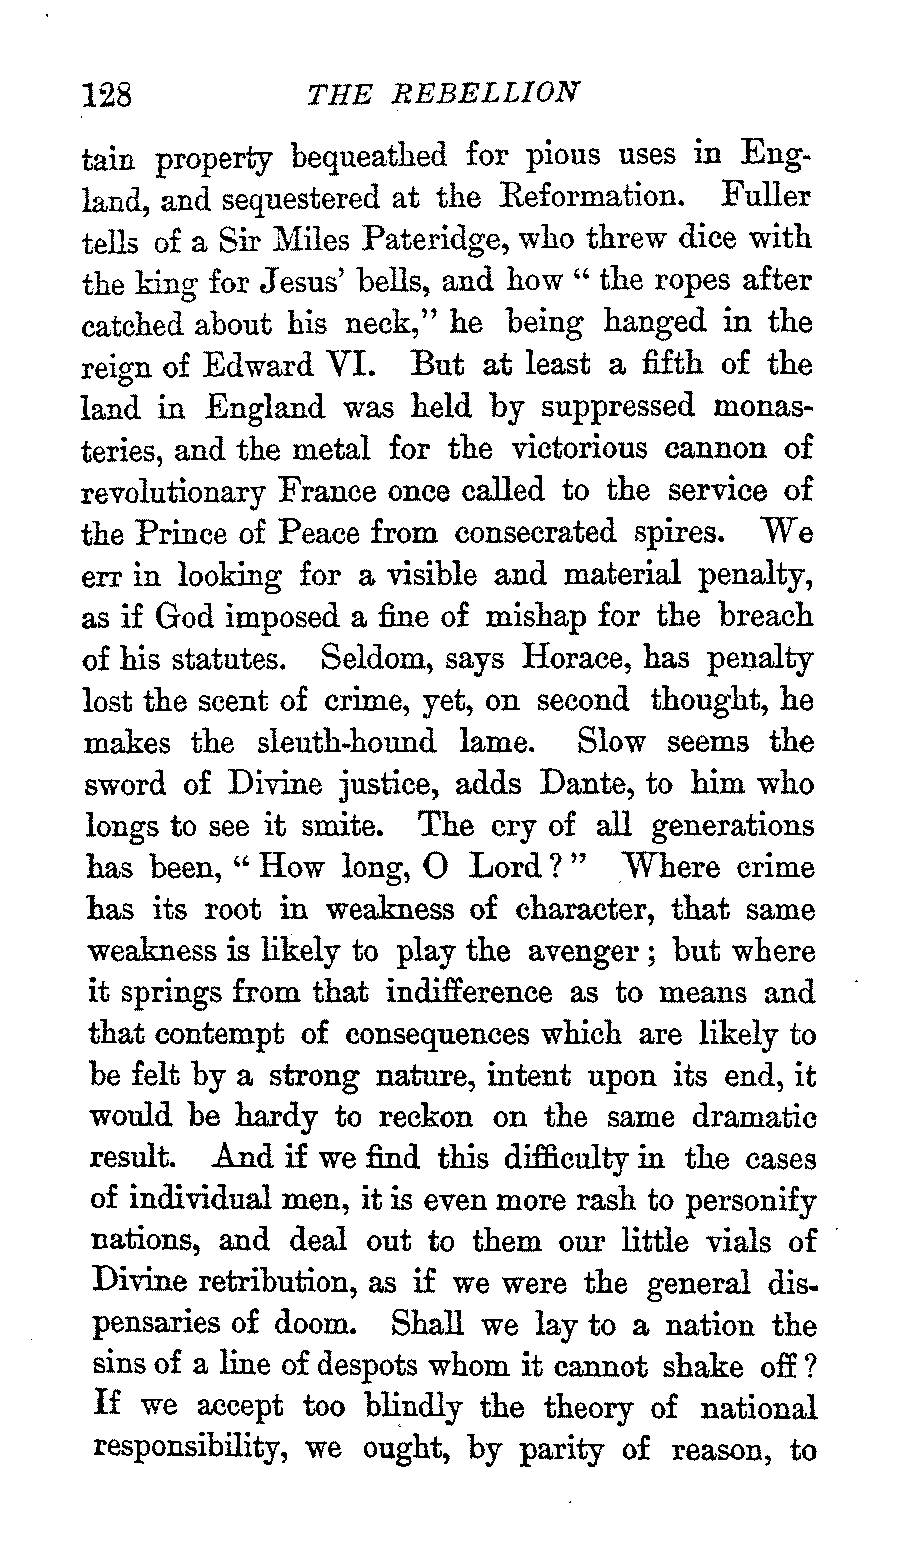 128 THE REBELLION
tain property bequeathed for pious uses in Eng-
land, and sequestered at the Reformation. Fuller
tells of a Sir Miles Pateridge, who threw dice with
the king for Jesus' bells, and how “ the ropes after
catched about his neck,” he being hanged in the
reign of Edward VI. But at least a fifth of the
land in England was held by suppressed monas-
teries, and the metal for the victorious cannon of
revolutionary France once called to the service of
the Prince of Peace from consecrated spires. We
err in looking for a visible and material penalty,
as if God imposed a fine of mishap for the breach
of his statutes. Seldom, says Horace, has penalty
lost the scent of crime, yet, on second thought, he
makes the sleuth-hound lame. Slow seems the
sword of Divine justice, adds Dante, to him who
longs to see it smite. The cry of all generations
has been, “ How long, O Lord ? ” Where crime
has its root in weakness of character, that same
weakness is likely to play the avenger ; but where
it springs from that indifference as to means and
that contempt of consequences which are likely to
be felt by a strong nature, intent upon its end, it
would be hardy to reckon on the same dramatic
result. And if we find this difficulty in the cases
of individual men, it is even more rash to personify
nations, and deal out to them our little vials of
Divine retribution, as if we were the general dis-
pensaries of doom. Shall we lay to a nation the
sins of a line of despots whom it cannot shake off ?
If we accept too blindly the theory of national
responsibility, we ought, by parity of reason, to